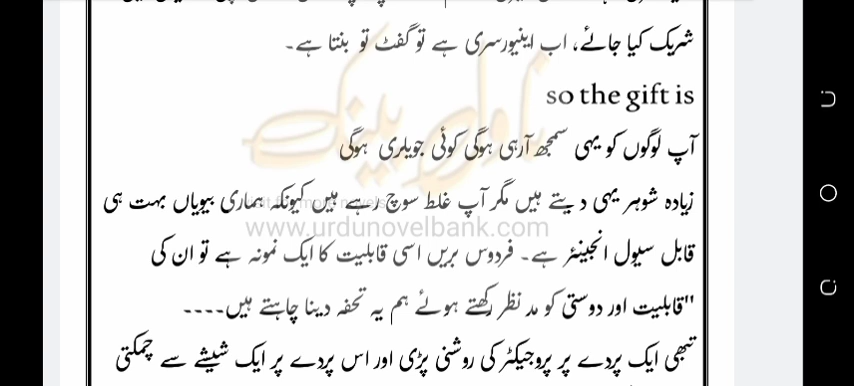 شریک کیا جائے، اب اینیورسری ہے تو گفٹ تو بنتا ہے۔
so the gift is
آپ لوگوں کو یہی سمجھ آرہی ہوگی کوئی جویلری ہوگی
زیادہ شوہر یہی دیتے ہیں مگر آپ غلط سوچ رہے ہیں کیونکہ ہماری بیویاں بہت ہی
www.urdunovelbank.com
قابل سیول انجینئر ہے۔ فردوس بریں اسی قابلیت کا ایک نمونہ ہے تو ان کی
"قابلیت اور دوستی کو مد نظر رکھتے ہوئے ہم یہ تحفہ دینا چاہتے ہیں۔۔۔۔
تبھی ایک پردے پر پروجیکٹر کی روشنی پڑی اور اس پردے پر ایک شیشے سے چمکتی